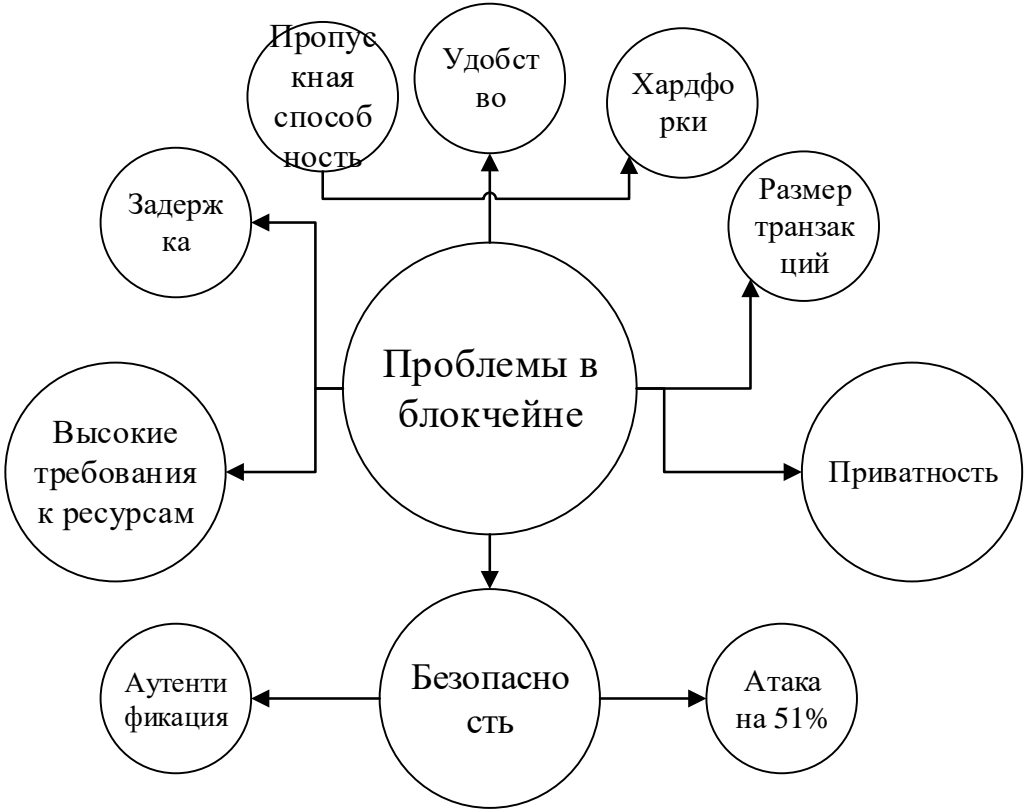 Пропус
кная
способ
ность
Удобст
во
Хардфо
рки
Задерж
ка
Размер
транзак
ций
Проблемы в
блокчейне
Высокие
требования
к ресурсам
Приватность
Аутенти
фикация
Безопасно
сть
Атака
на 51%